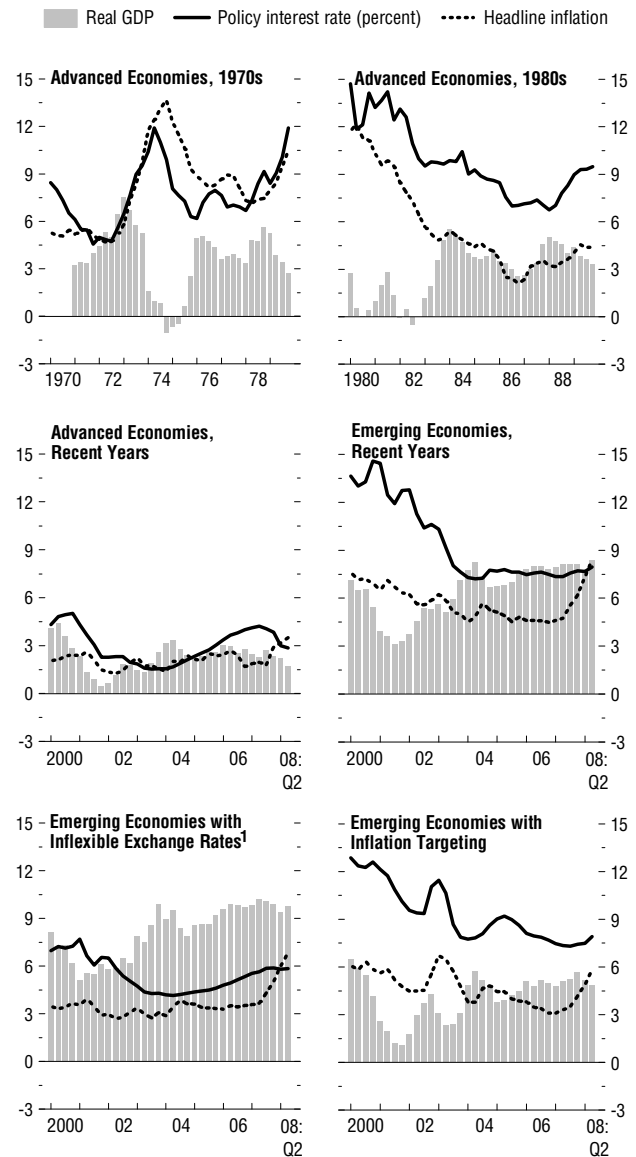 Real GDP Policy interest rate (percent) Headline inflation
Advanced Economies, 1970s
15
12
9
6
3
0
-3
1970 72 74 76 78
Advanced Economies, 1980s
15
12
9
6
3
0
-3
1980 82 84 86 88
Advanced Economies,
Recent Years
15
12
9
6
3
0
-3
2000 02 04 06 08:
Q2
Emerging Economies,
Recent Years
15
12
9
6
3
0
-3
2000 02 04 06 08:
Q2
Emerging Economies with
Inflexible Exchange Rates1
15
12
9
6
3
0
-3
2000 02 04 06 08:
Q2
Emerging Economies with
Inflation Targeting
15
12
9
6
3
0
-3
2000 02 04 06 08:
Q2